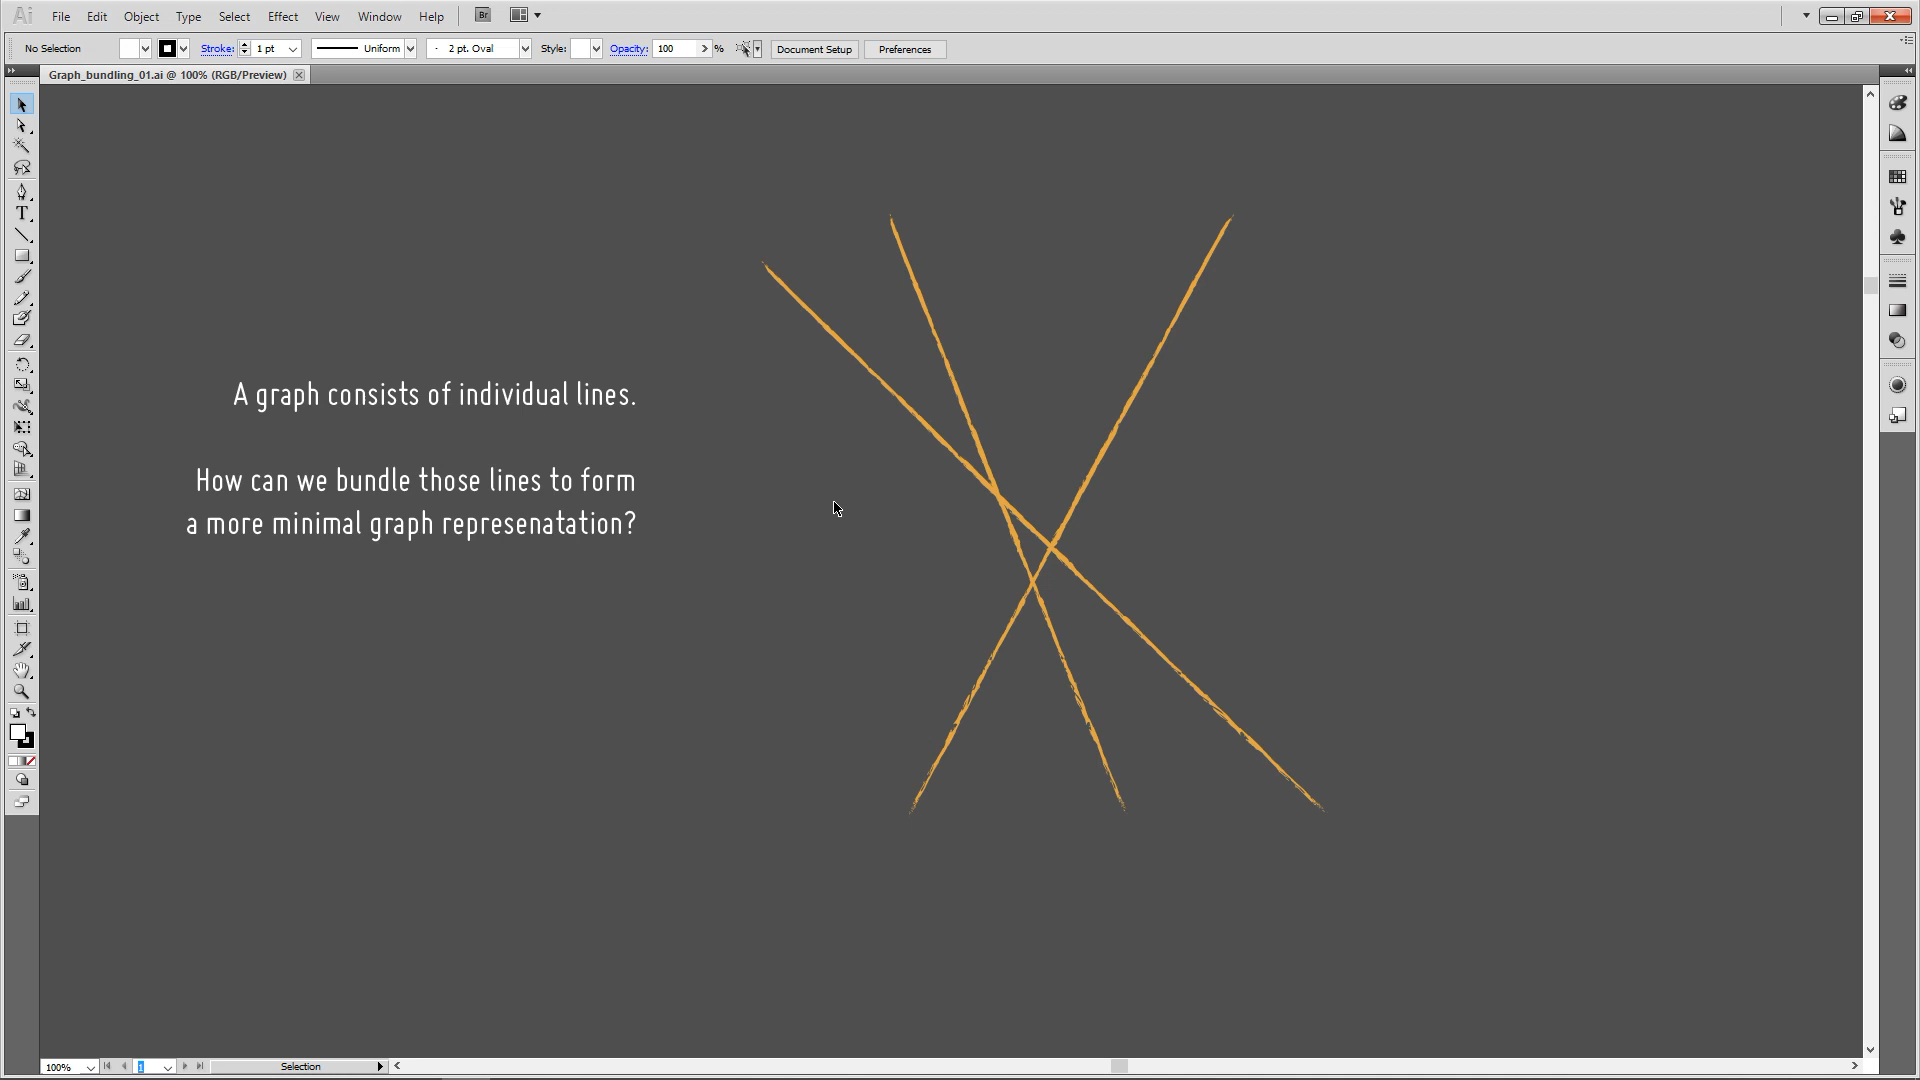 Ai File Edit Object Type Select Effect View Window Help Br
No Selection Stroke: 1 pt Uniform 2 pt. Oval Style: Opacity: 100 % Document Setup Preferences
Graph_bundling_01.ai @ 100% (RGB/Preview)
A graph consists of individual lines.
How can we bundle those lines to form
a more minimal graph represenatation?
100% 1 Selection